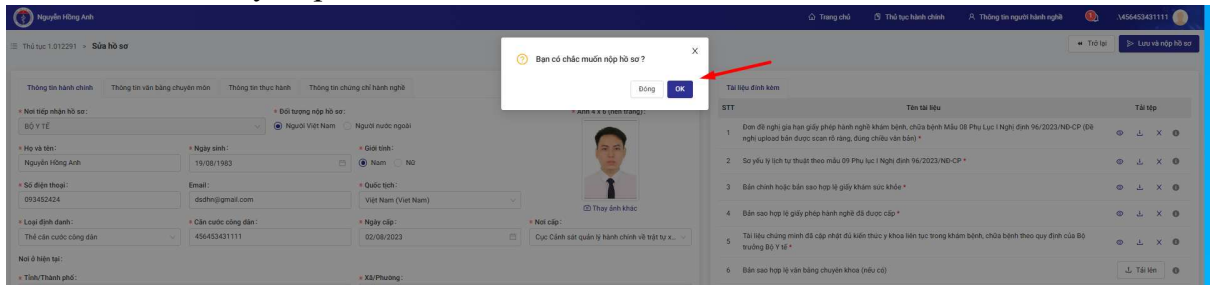 Nguyễn Hồng Anh
Trang chủ
Thủ tục hành chính
Thông tin người hành nghề
.\456453431111
Thủ tục 1.012291
Sửa hồ sơ
Trở lại
Lưu và nộp hồ sơ
Bạn có chắc muốn nộp hồ sơ ?
X
Đóng
OK
Thông tin hành chính
Thông tin văn bằng chuyên môn
Thông tin thực hành
Thông tin chứng chỉ hành nghề
* Nơi tiếp nhận hồ sơ:
BỘ Y TẾ
* Đối tượng nộp hồ sơ:
Người Việt Nam
Người nước ngoài
* Ảnh 4 x 6 (nền trắng):
* Họ và tên:
Nguyễn Hồng Anh
* Ngày sinh:
19/08/1983
* Giới tính:
Nam
Nữ
* Số điện thoại:
093452424
Email:
dsdhn@gmail.com
* Quốc tịch:
Việt Nam (Viet Nam)
Thay ảnh khác
* Loại định danh:
Thẻ căn cước công dân
* Căn cước công dân:
456453431111
* Ngày cấp:
02/08/2023
* Nơi cấp:
Cục Cảnh sát quản lý hành chính về trật tự x...
Nơi ở hiện tại:
* Tỉnh/Thành phố:
* Xã/Phường:
Tài liệu đính kèm
STT
Tên tài liệu
Tải tệp
1
Đơn đề nghị gia hạn giấy phép hành nghề khám bệnh, chữa bệnh Mẫu 08 Phụ Lục I Nghị định 96/2023/NĐ-CP (Đề
nghị upload bản được scan rõ ràng, đúng chiều văn bản) *
2
Sơ yếu lý lịch tự thuật theo mẫu 09 Phụ lục I Nghị định 96/2023/NĐ-CP *
3
Bản chính hoặc bản sao hợp lệ giấy khám sức khỏe *
4
Bản sao hợp lệ giấy phép hành nghề đã được cấp *
5
Tài liệu chứng minh đã cập nhật đủ kiến thức y khoa liên tục trong khám bệnh, chữa bệnh theo quy định của Bộ
trưởng Bộ Y tế *
6
Bản sao hợp lệ văn bằng chuyên khoa (nếu có)
Tải lên